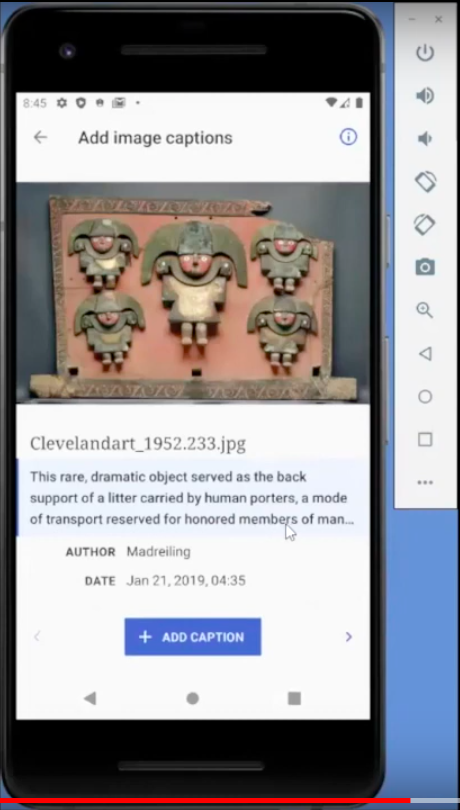 8:45
Add image captions
Clevelandart_1952.233.jpg
This rare, dramatic object served as the back
support of a litter carried by human porters, a mode
of transport reserved for honored members of man...
AUTHOR Madreiling
DATE Jan 21, 2019, 04:35
+ ADD CAPTION